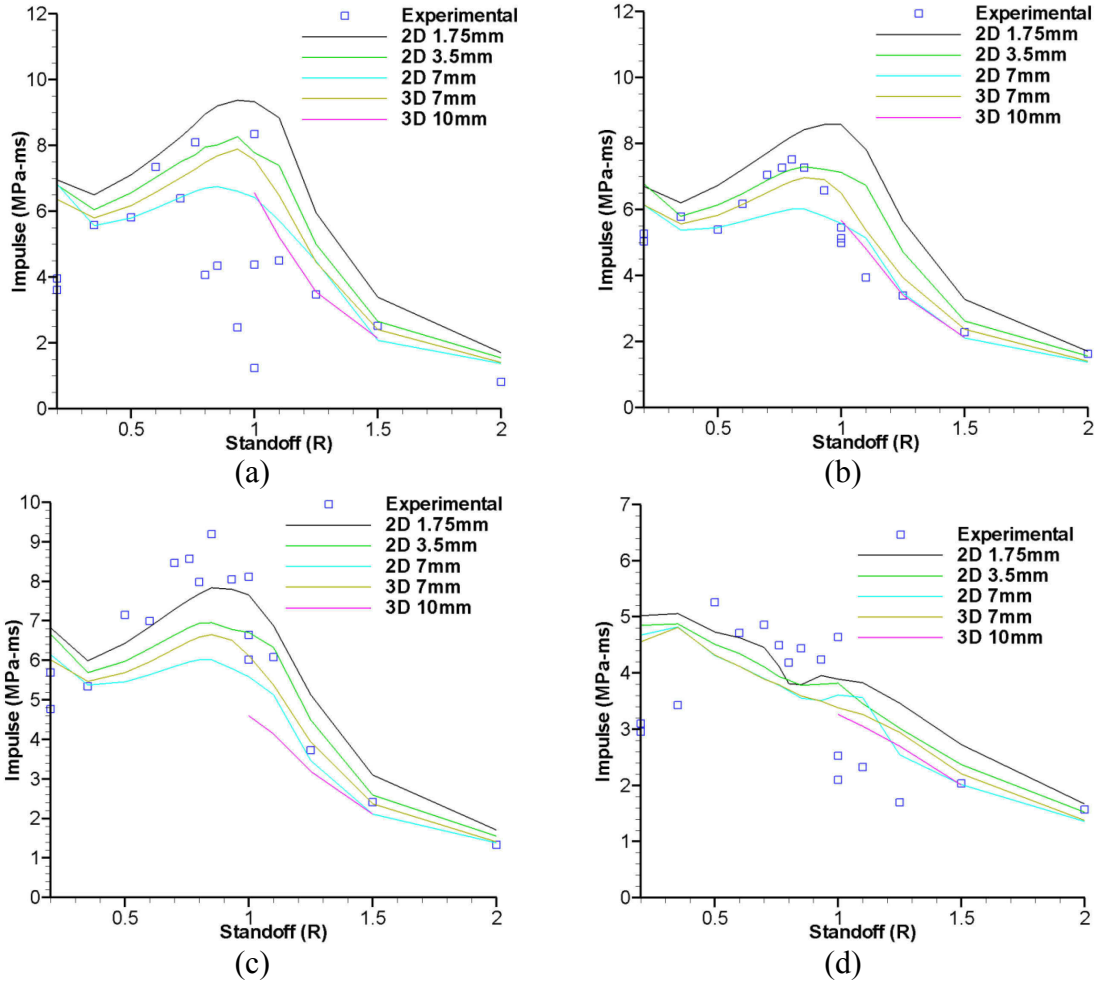 12
10
8
6
4
2
0
Impulse (MPa-ms)
0.5
1
1.5
2
Standoff (R)
Experimental
2D 1.75mm
2D 3.5mm
2D 7mm
3D 7mm
3D 10mm
(a)
12
10
8
6
4
2
0
Impulse (MPa-ms)
0.5
1
1.5
2
Standoff (R)
Experimental
2D 1.75mm
2D 3.5mm
2D 7mm
3D 7mm
3D 10mm
(b)
10
9
8
7
6
5
4
3
2
1
0
Impulse (MPa-ms)
0.5
1
1.5
2
Standoff (R)
Experimental
2D 1.75mm
2D 3.5mm
2D 7mm
3D 7mm
3D 10mm
(c)
7
6
5
4
3
2
1
0
Impulse (MPa-ms)
0.5
1
1.5
2
Standoff (R)
Experimental
2D 1.75mm
2D 3.5mm
2D 7mm
3D 7mm
3D 10mm
(d)